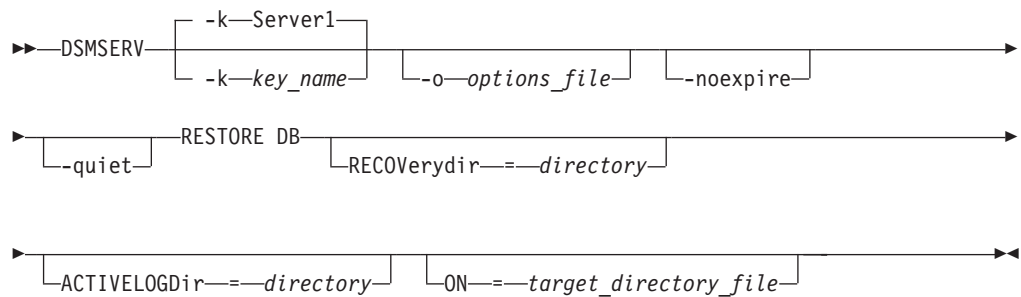 -k—Server1
DSMSERV
-k—key_name
-o—options_file
-noexpire
-quiet
RESTORE DB
RECOVerydir—=—directory
ACTIVELOGDir—=—directory
ON—=—target_directory_file